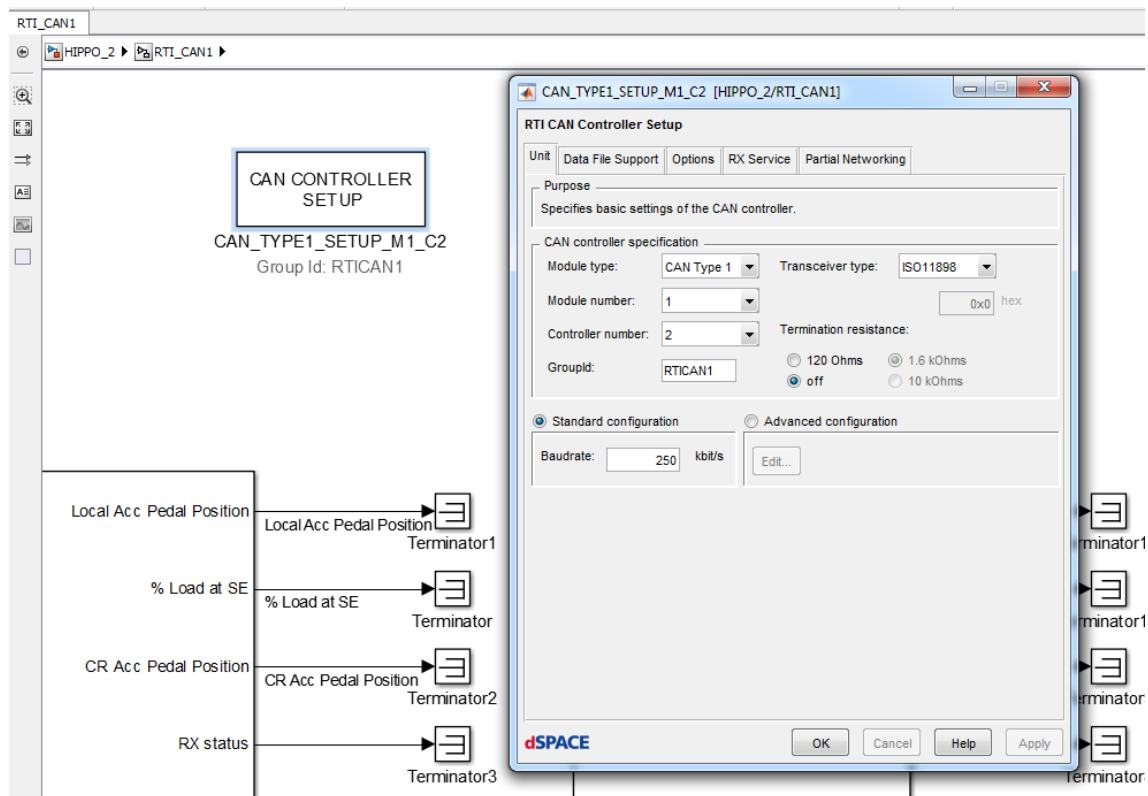 RTI_CAN1
HIPPO_2 RTI_CAN1
CAN CONTROLLER
SETUP
CAN_TYPE1_SETUP_M1_C2
Group Id: RTICAN1
CAN_TYPE1_SETUP_M1_C2 [HIPPO_2/RTI_CAN1]
RTI CAN Controller Setup
Unit Data File Support Options RX Service Partial Networking
Purpose
Specifies basic settings of the CAN controller.
CAN controller specification
Module type: CAN Type 1 Transceiver type: ISO11898
Module number: 1 0x0 hex
Controller number: 2 Termination resistance:
GroupId: RTICAN1
120 Ohms 1.6 kOhms
off 10 kOhms
Standard configuration Advanced configuration
Baudrate: 250 kbit/s Edit...
dSPACE OK Cancel Help Apply
Local Acc Pedal Position
Local Acc Pedal Position
Terminator1
% Load at SE
% Load at SE
Terminator
CR Acc Pedal Position
CR Acc Pedal Position
Terminator2
RX status
Terminator3
rminator1
rminator1
rminator
Terminator